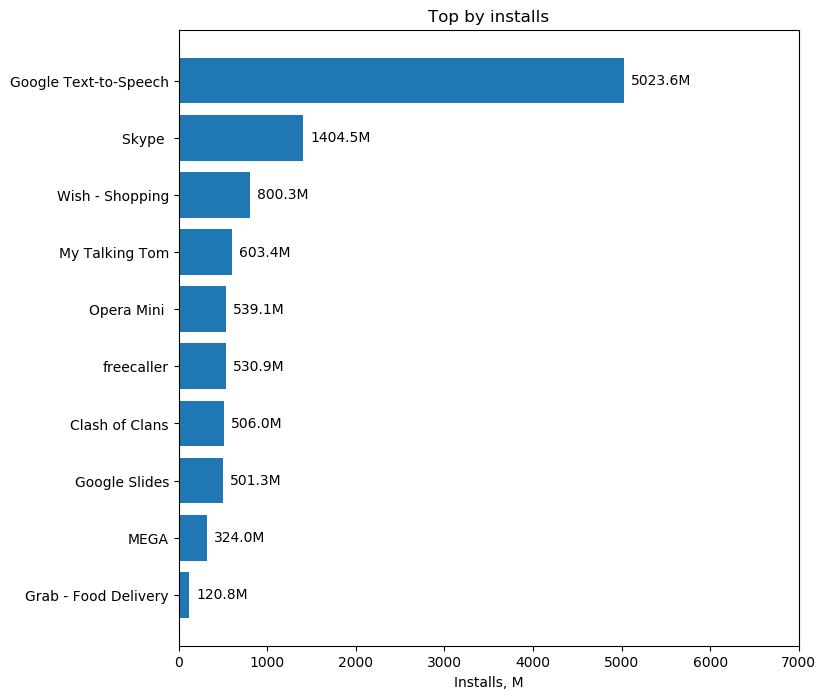 Top by installs
Google Text-to-Speech 5023.6M
Skype 1404.5M
Wish - Shopping 800.3M
My Talking Tom 603.4M
Opera Mini 539.1M
freecaller 530.9M
Clash of Clans 506.0M
Google Slides 501.3M
MEGA 324.0M
Grab - Food Delivery 120.8M
0 1000 2000 3000 4000 5000 6000 7000
Installs, M